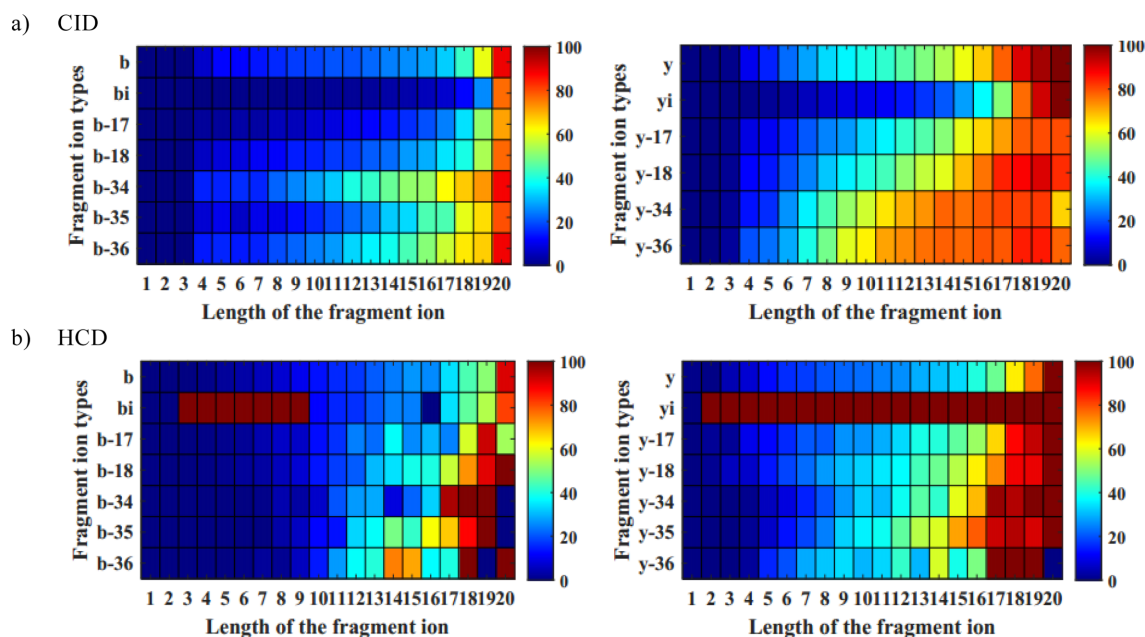 a) CID
Fragment ion types
b
bi
b-17
b-18
b-34
b-35
b-36
1 2 3 4 5 6 7 8 9 10 11 12 13 14 15 16 17 18 19 20
Length of the fragment ion
100
80
60
40
20
0
Fragment ion types
y
yi
y-17
y-18
y-34
y-36
1 2 3 4 5 6 7 8 9 10 11 12 13 14 15 16 17 18 19 20
Length of the fragment ion
100
80
60
40
20
0
b) HCD
Fragment ion types
b
bi
b-17
b-18
b-34
b-35
b-36
1 2 3 4 5 6 7 8 9 10 11 12 13 14 15 16 17 18 19 20
Length of the fragment ion
100
80
60
40
20
0
Fragment ion types
y
yi
y-17
y-18
y-34
y-35
y-36
1 2 3 4 5 6 7 8 9 10 11 12 13 14 15 16 17 18 19 20
Length of the fragment ion
100
80
60
40
20
0